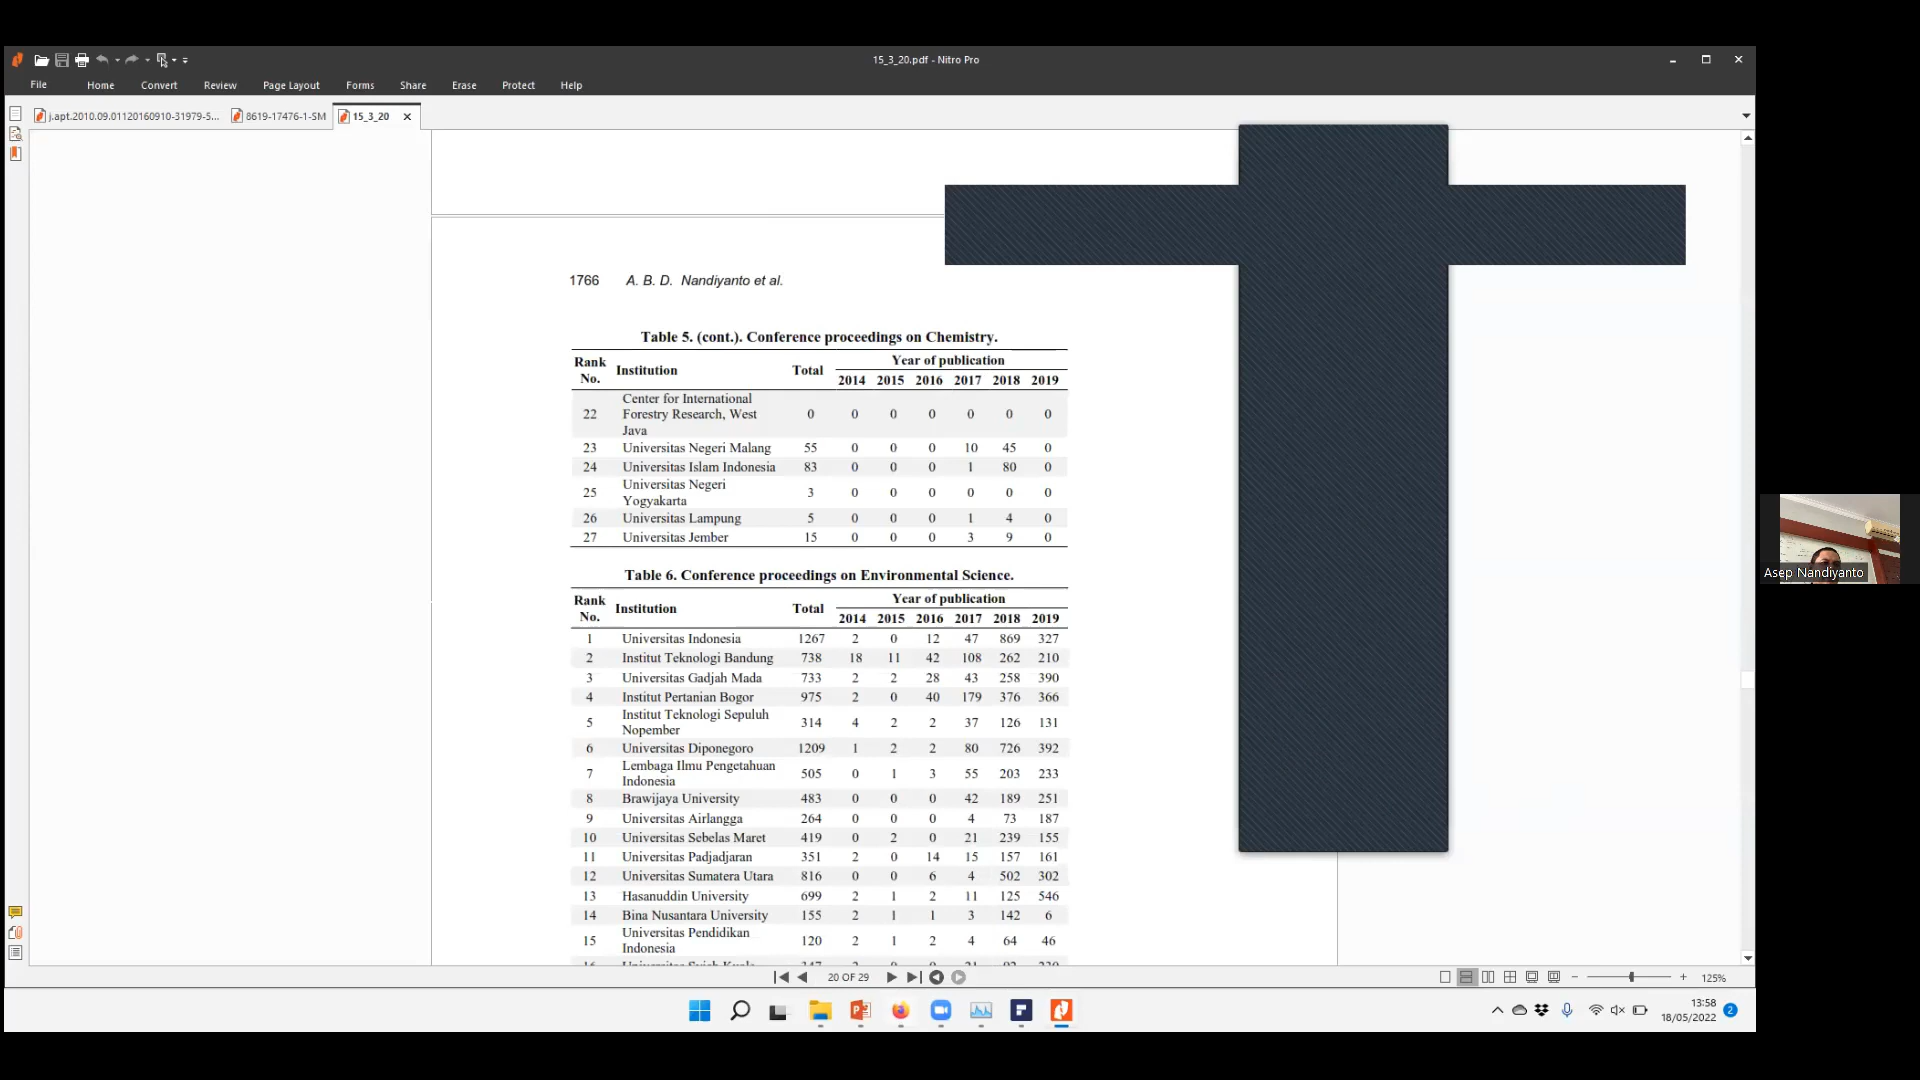 15_3_20.pdf - Nitro Pro
File Home Convert Review Page Layout Forms Share Erase Protect Help
j.apt.2010.09.01120160910-31979-5... 8619-17476-1-SM 15_3_20
1766 A. B. D. Nandiyanto et al.
Table 5. (cont.). Conference proceedings on Chemistry.
Rank No. Institution Total Year of publication
2014 2015 2016 2017 2018 2019
22 Center for International Forestry Research, West Java 0 0 0 0 0 0 0
23 Universitas Negeri Malang 55 0 0 0 10 45 0
24 Universitas Islam Indonesia 83 0 0 0 1 80 0
25 Universitas Negeri Yogyakarta 3 0 0 0 0 0 0
26 Universitas Lampung 5 0 0 0 1 4 0
27 Universitas Jember 15 0 0 0 3 9 0
Table 6. Conference proceedings on Environmental Science.
Rank No. Institution Total Year of publication
2014 2015 2016 2017 2018 2019
1 Universitas Indonesia 1267 2 0 12 47 869 327
2 Institut Teknologi Bandung 738 18 11 42 108 262 210
3 Universitas Gadjah Mada 733 2 2 28 43 258 390
4 Institut Pertanian Bogor 975 2 0 40 179 376 366
5 Institut Teknologi Sepuluh Nopember 314 4 2 2 37 126 131
6 Universitas Diponegoro 1209 1 2 2 80 726 392
7 Lembaga Ilmu Pengetahuan Indonesia 505 0 1 3 55 203 233
8 Brawijaya University 483 0 0 0 42 189 251
9 Universitas Airlangga 264 0 0 0 4 73 187
10 Universitas Sebelas Maret 419 0 2 0 21 239 155
11 Universitas Padjadjaran 351 2 0 14 15 157 161
12 Universitas Sumatera Utara 816 0 0 6 4 502 302
13 Hasanuddin University 699 2 1 2 11 125 546
14 Bina Nusantara University 155 2 1 1 3 142 6
15 Universitas Pendidikan Indonesia 120 2 1 2 4 64 46
Asep Nandiyanto
20 OF 29
125%
13:58
18/05/2022
2